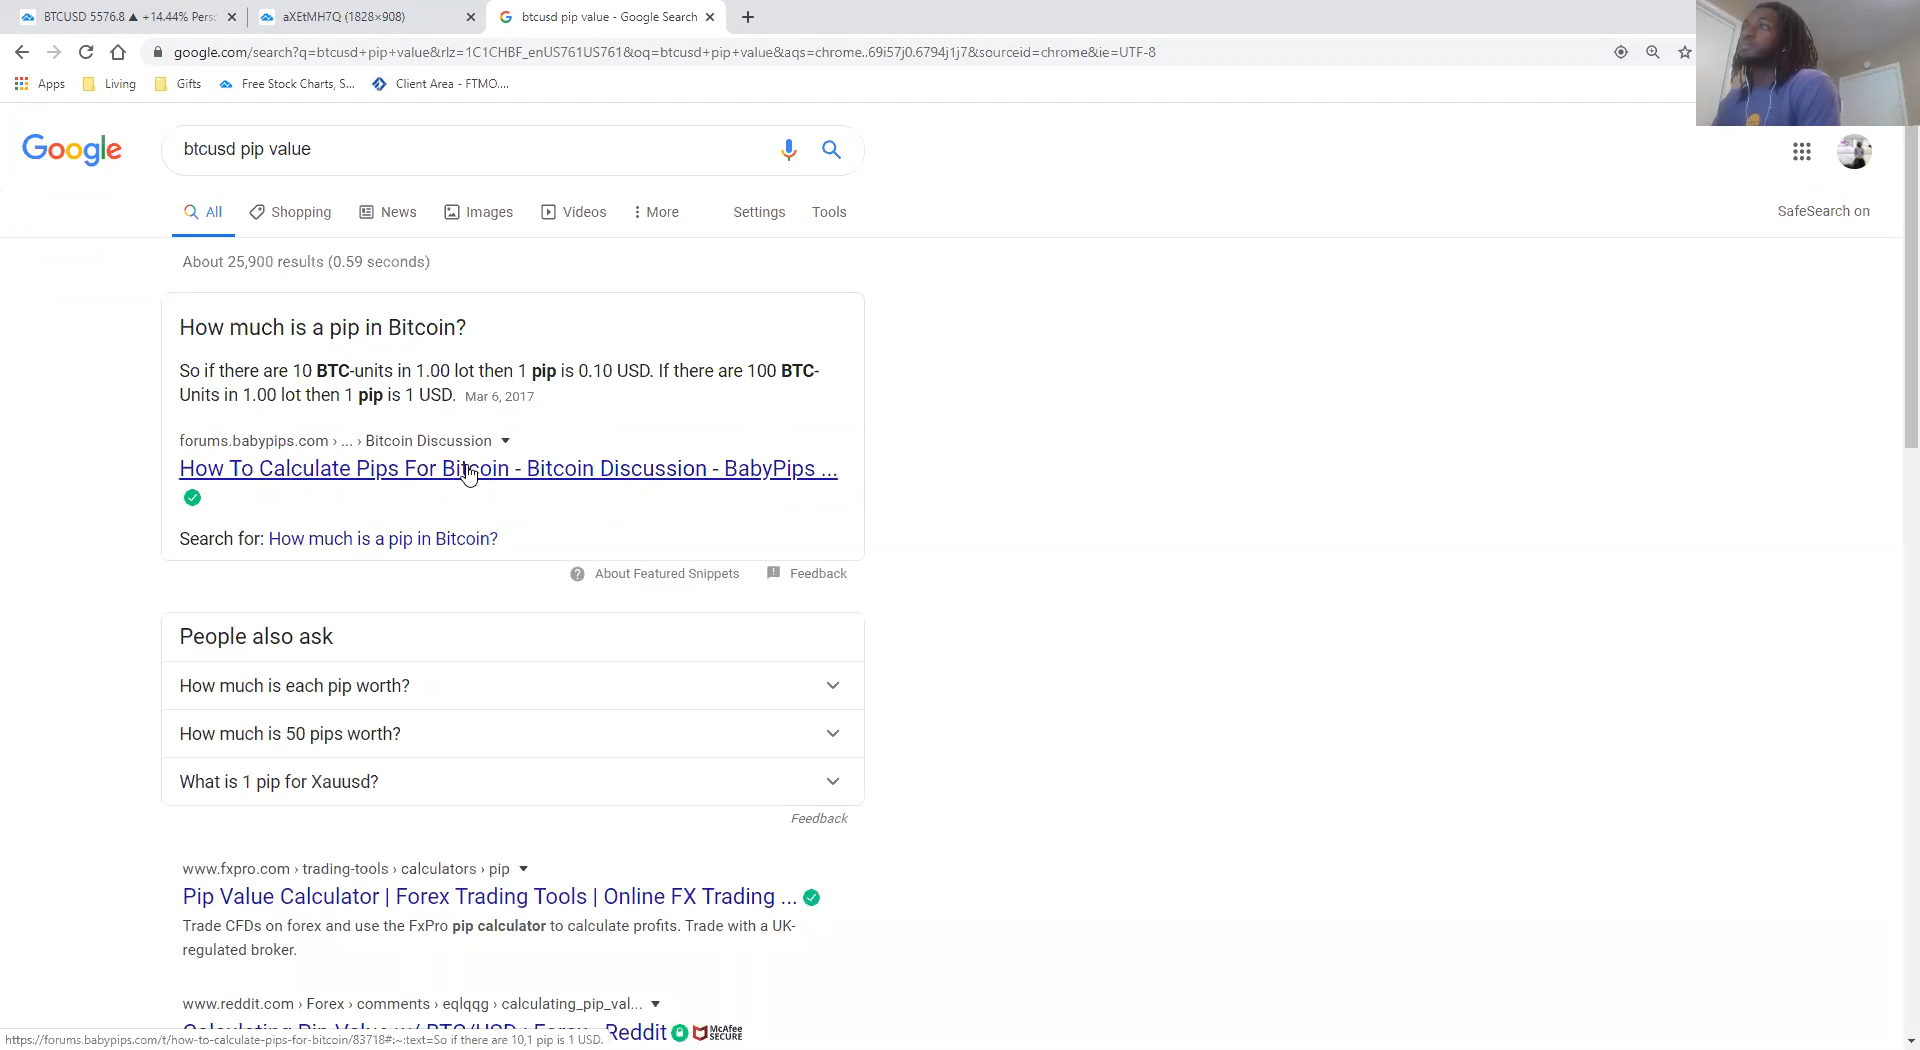 BTCUSD 5576.8 ▲ +14.44% Pers
aXEtMH7Q (1828×908)
btcusd pip value - Google Search
google.com/search?q=btcusd+pip+value&rlz=1C1CHBF_enUS761US761&oq=btcusd+pip+value&aqs=chrome..69i57j0.6794j1j7&sourceid=chrome&ie=UTF-8
Apps
Living
Gifts
Free Stock Charts, S...
Client Area - FTMO....
Google
btcusd pip value
All
Shopping
News
Images
Videos
More
Settings
Tools
SafeSearch on
About 25,900 results (0.59 seconds)
How much is a pip in Bitcoin?
So if there are 10 BTC-units in 1.00 lot then 1 pip is 0.10 USD. If there are 100 BTC-
Units in 1.00 lot then 1 pip is 1 USD. Mar 6, 2017
forums.babypips.com › ... › Bitcoin Discussion
How To Calculate Pips For Bitcoin - Bitcoin Discussion - BabyPips ...
Search for: How much is a pip in Bitcoin?
About Featured Snippets
Feedback
People also ask
How much is each pip worth?
How much is 50 pips worth?
What is 1 pip for Xauusd?
Feedback
www.fxpro.com › trading-tools › calculators › pip
Pip Value Calculator | Forex Trading Tools | Online FX Trading ...
Trade CFDs on forex and use the FxPro pip calculator to calculate profits. Trade with a UK-
regulated broker.
www.reddit.com › Forex › comments › eqlqqg › calculating_pip_val...
Calculating Pip Value w/ BTC/USD : Forex - Reddit
McAfee
SECURE
https://forums.babypips.com/t/how-to-calculate-pips-for-bitcoin/83718#:~:text=So if there are 10,1 pip is 1 USD.